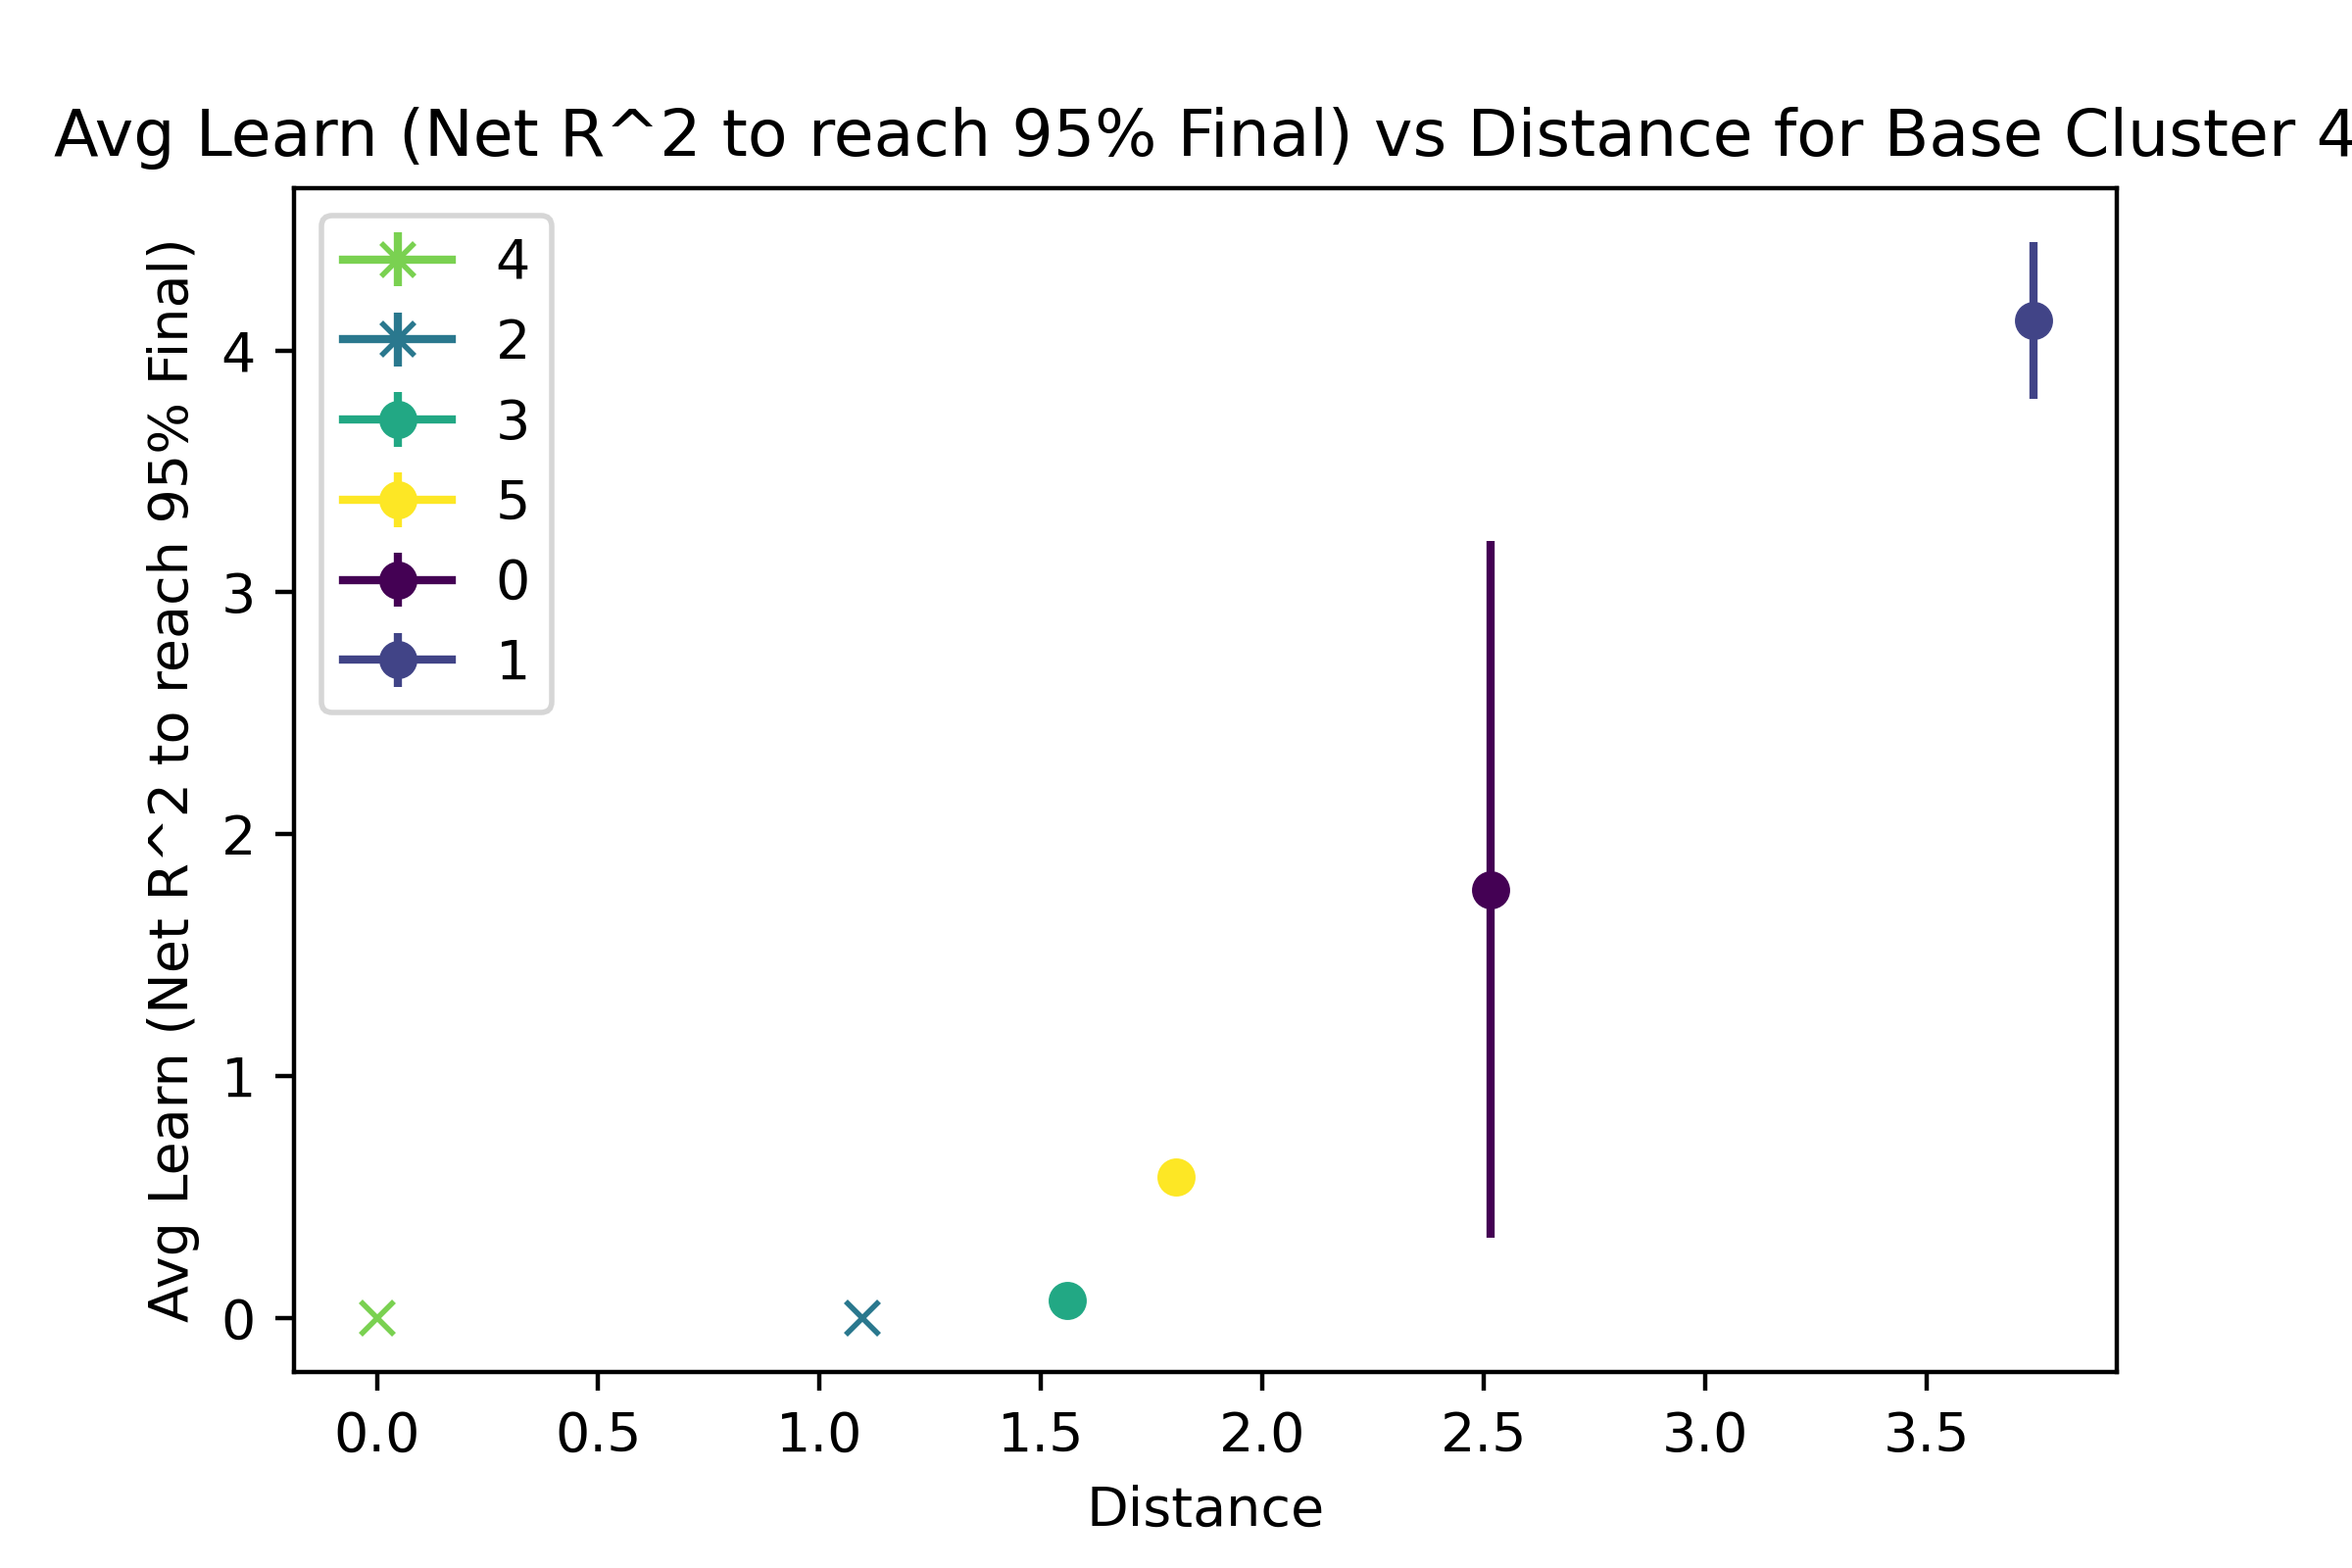 Avg Learn (Net R^2 to reach 95% Final) vs Distance for Base Cluster 4
4
2
3
5
0
1
Avg Learn (Net R^2 to reach 95% Final)
4
3
2
1
0
0.0 0.5 1.0 1.5 2.0 2.5 3.0 3.5
Distance